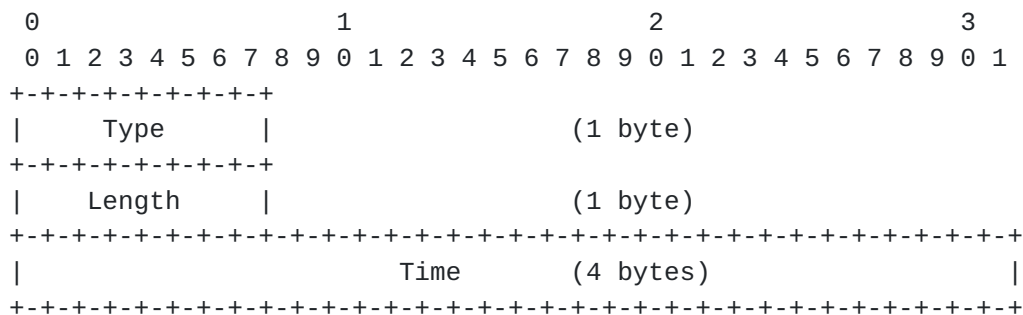 0                   1                   2                   3
 0 1 2 3 4 5 6 7 8 9 0 1 2 3 4 5 6 7 8 9 0 1 2 3 4 5 6 7 8 9 0 1
+-+-+-+-+-+-+-+-+
|     Type      |                   (1 byte)
+-+-+-+-+-+-+-+-+
|    Length     |                   (1 byte)
+-+-+-+-+-+-+-+-+-+-+-+-+-+-+-+-+-+-+-+-+-+-+-+-+-+-+-+-+-+-+-+-+
|                        Time       (4 bytes)                   |
+-+-+-+-+-+-+-+-+-+-+-+-+-+-+-+-+-+-+-+-+-+-+-+-+-+-+-+-+-+-+-+-+